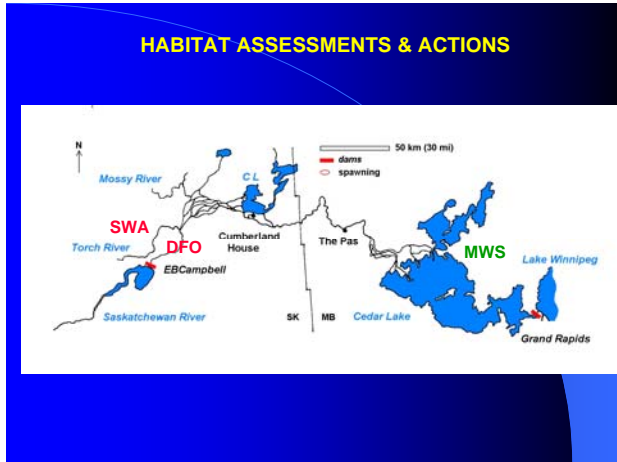 HABITAT ASSESSMENTS & ACTIONS
N
50 km (30 mi)
dams
spawning
Mossy River
C L
SWA
Torch River
DFO
Cumberland
House
The Pas
MWS
Lake Winnipeg
EBCampbell
Saskatchewan River
SK
MB
Cedar Lake
Grand Rapids